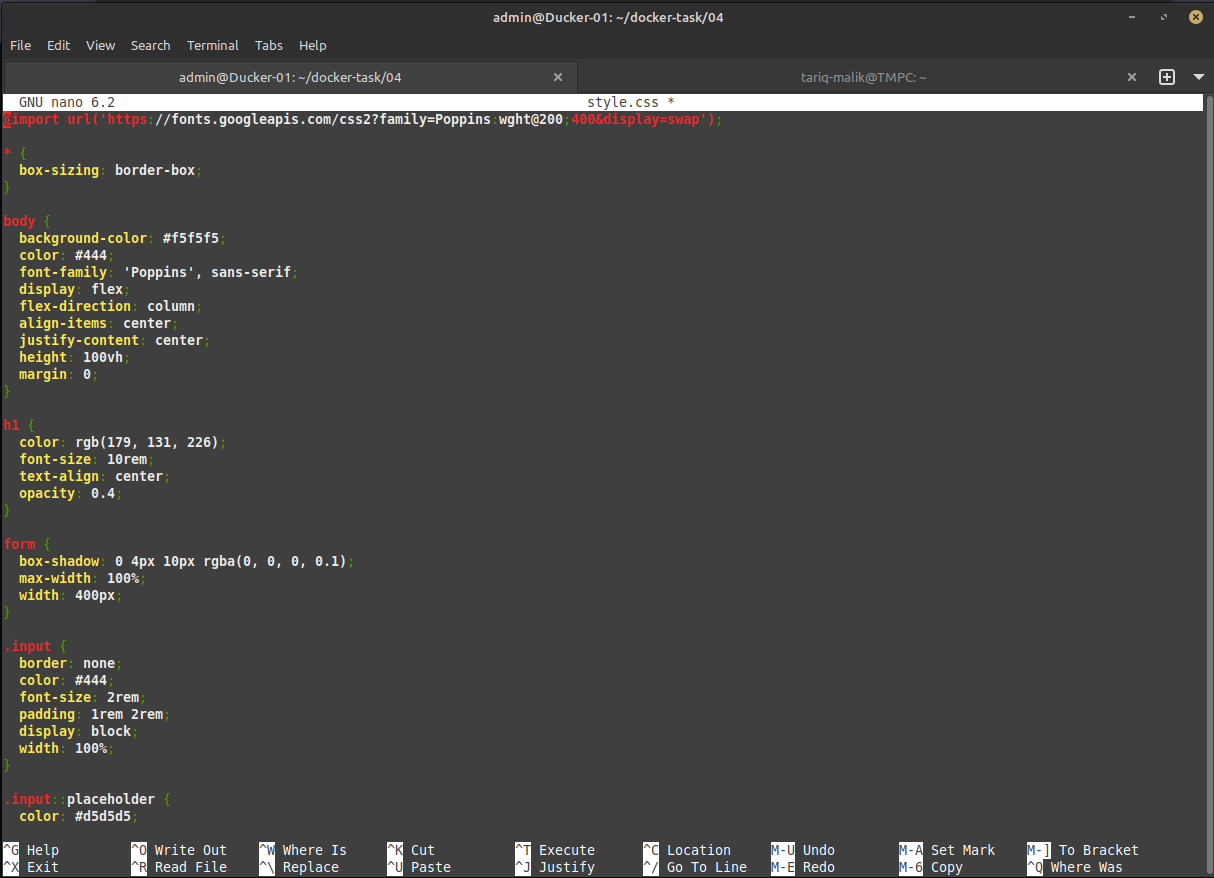 admin@Ducker-01: ~/docker-task/04
File Edit View Search Terminal Tabs Help
admin@Ducker-01: ~/docker-task/04 × tariq-malik@TMPC: ~ ×
GNU nano 6.2 style.css *
@import url('https://fonts.googleapis.com/css2?family=Poppins:wght@200;400&display=swap');
* {
  box-sizing: border-box;
}
body {
  background-color: #f5f5f5;
  color: #444;
  font-family: 'Poppins', sans-serif;
  display: flex;
  flex-direction: column;
  align-items: center;
  justify-content: center;
  height: 100vh;
  margin: 0;
}
h1 {
  color: rgb(179, 131, 226);
  font-size: 10rem;
  text-align: center;
  opacity: 0.4;
}
form {
  box-shadow: 0 4px 10px rgba(0, 0, 0, 0.1);
  max-width: 100%;
  width: 400px;
}
.input {
  border: none;
  color: #444;
  font-size: 2rem;
  padding: 1rem 2rem;
  display: block;
  width: 100%;
}
.input::placeholder {
  color: #d5d5d5;
^G Help ^O Write Out ^W Where Is ^K Cut ^T Execute ^C Location M-U Undo M-A Set Mark M-] To Bracket
^X Exit ^R Read File ^\ Replace ^U Paste ^J Justify ^/ Go To Line M-E Redo M-6 Copy ^Q Where Was